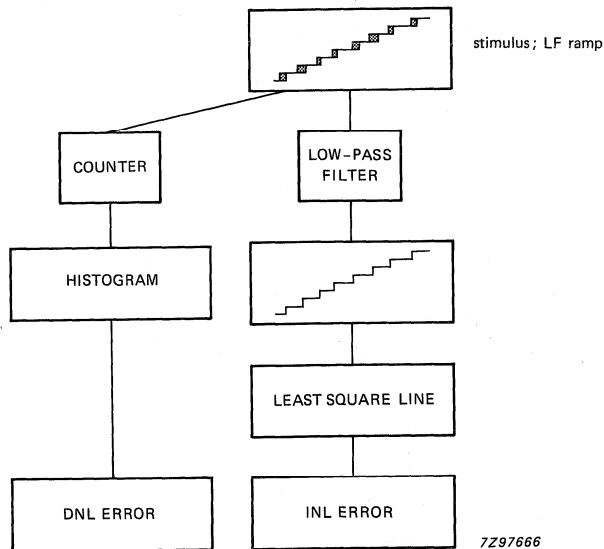 stimulus; LF ramp
COUNTER
LOW-PASS
FILTER
HISTOGRAM
LEAST SQUARE LINE
DNL ERROR
INL ERROR
7Z97666